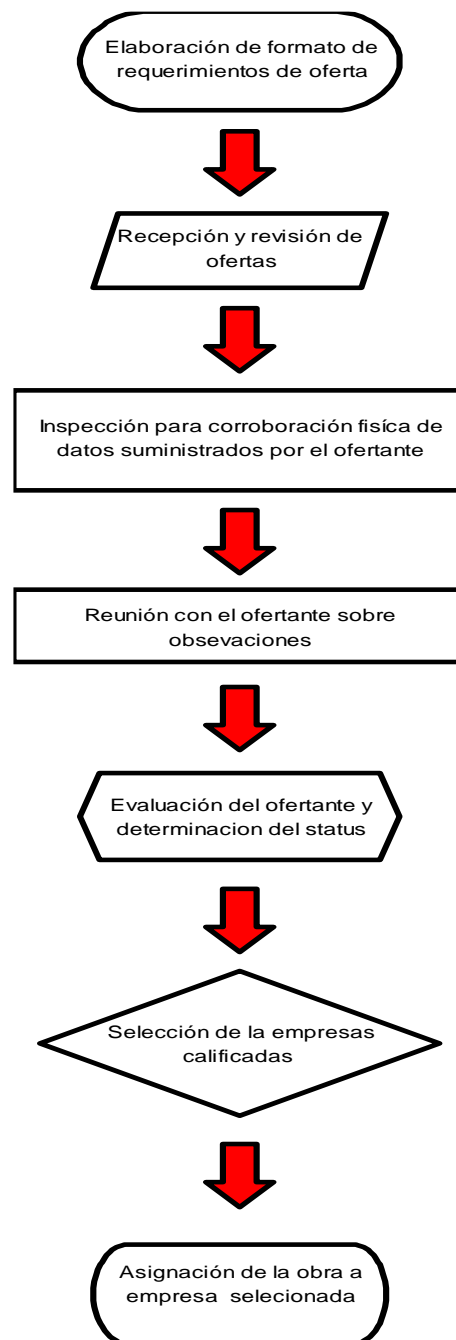 Elaboración de formato de
requerimientos de oferta
Recepción y revisión de
ofertas
Inspección para corroboración fisíca de
datos suministrados por el ofertante
Reunión con el ofertante sobre
obsevaciones
Evaluación del ofertante y
determinacion del status
Selección de la empresas
calificadas
Asignación de la obra a
empresa selecionada